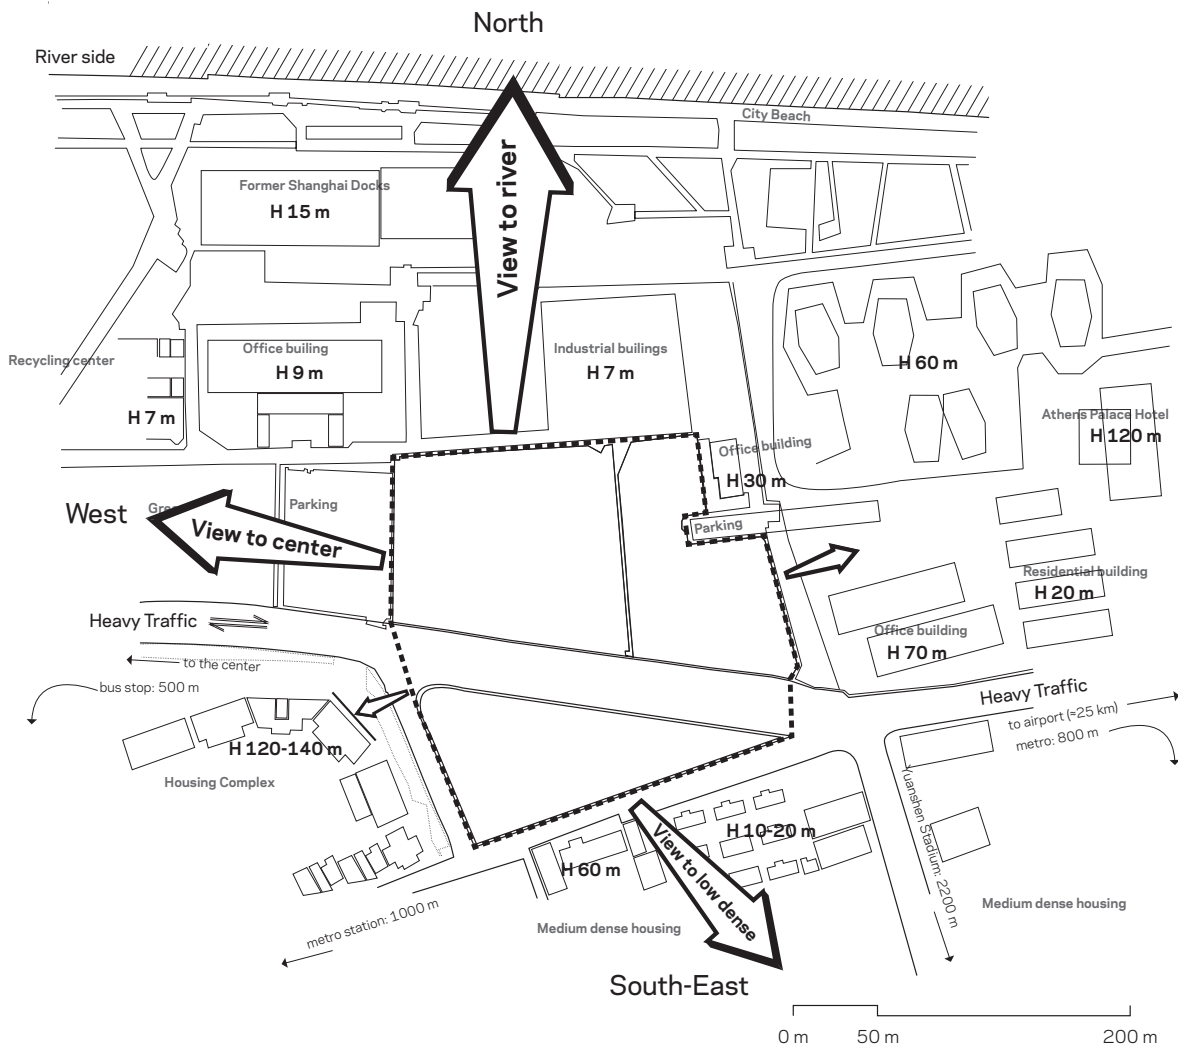 North
River side
City Beach
View to river
Former Shanghai Docks
H 15 m
Recycling center
H 7 m
Office builing
H 9 m
Industrial builings
H 7 m
H 60 m
Athens Palace Hotel
H 120 m
Office building
H 30 m
Parking
West
Parking
View to center
Residential building
H 20 m
Office building
H 70 m
Heavy Traffic
to the center
bus stop: 500 m
Heavy Traffic
to airport (≈25 km)
metro: 800 m
H 120-140 m
Housing Complex
Yuanshen Stadium: 2200 m
H 10-20 m
View to low dense
H 60 m
metro station: 1000 m
Medium dense housing
Medium dense housing
South-East
0 m
50 m
200 m